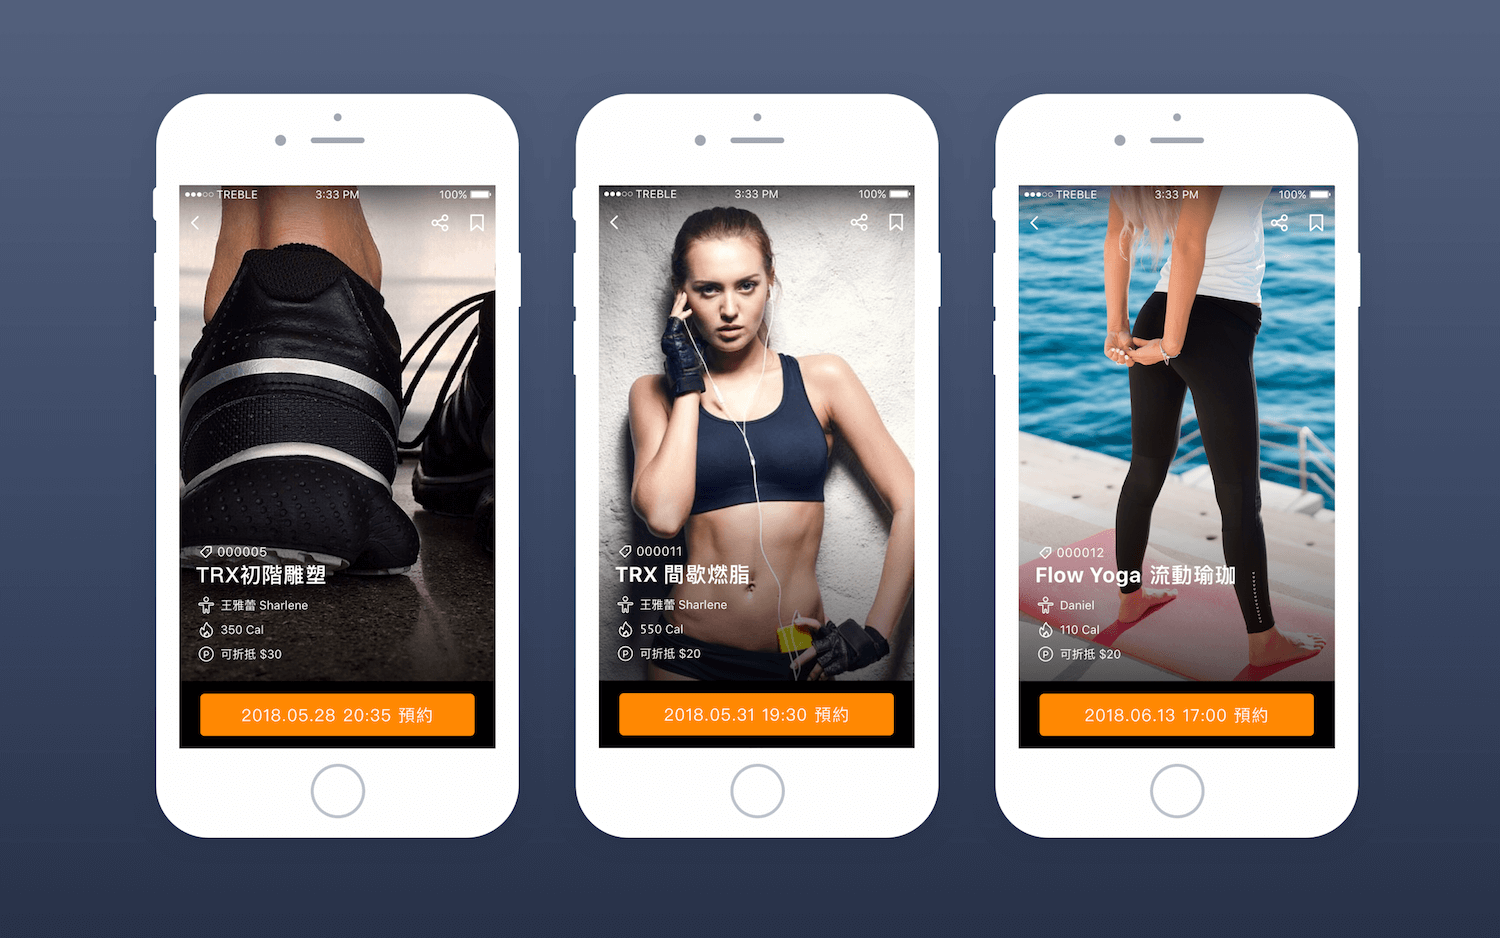 TREBLE 3:33 PM 100%
000005
TRX初階雕塑
王雅蕾 Sharlene
350 Cal
P 可折抵 $30
2018.05.28 20:35 預約
TREBLE 3:33 PM 100%
000011
TRX 間歇燃脂
王雅蕾 Sharlene
550 Cal
P 可折抵 $20
2018.05.31 19:30 預約
TREBLE 3:33 PM 100%
000012
Flow Yoga 流動瑜珈
Daniel
110 Cal
P 可折抵 $20
2018.06.13 17:00 預約